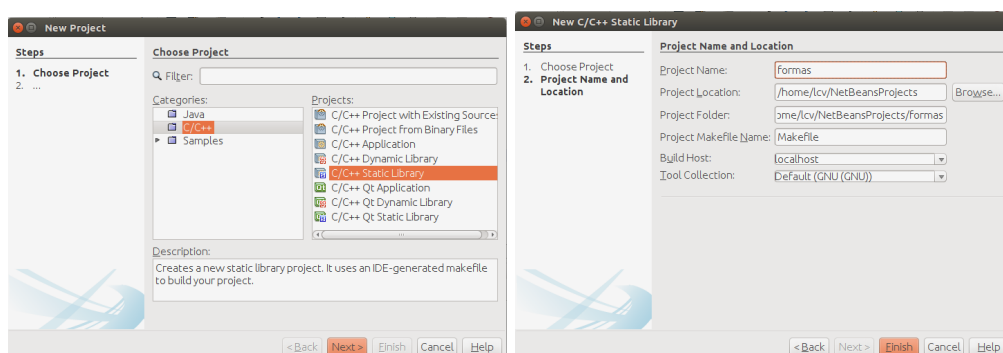 New Project
Steps
1. Choose Project
2. ...
Choose Project
Filter:
Categories:
Java
C/C++
Samples
Projects:
C/C++ Project with Existing Sources
C/C++ Project from Binary Files
C/C++ Application
C/C++ Dynamic Library
C/C++ Static Library
C/C++ Qt Application
C/C++ Qt Dynamic Library
C/C++ Qt Static Library
Description:
Creates a new static library project. It uses an IDE-generated makefile
to build your project.
< Back Next > Finish Cancel Help
New C/C++ Static Library
Steps
1. Choose Project
2. Project Name and
Location
Project Name and Location
Project Name: formas
Project Location: /home/lcv/NetBeansProjects Browse...
Project Folder: ome/lcv/NetBeansProjects/formas
Project Makefile Name: Makefile
Build Host: localhost
Tool Collection: Default (GNU (GNU))
< Back Next > Finish Cancel Help